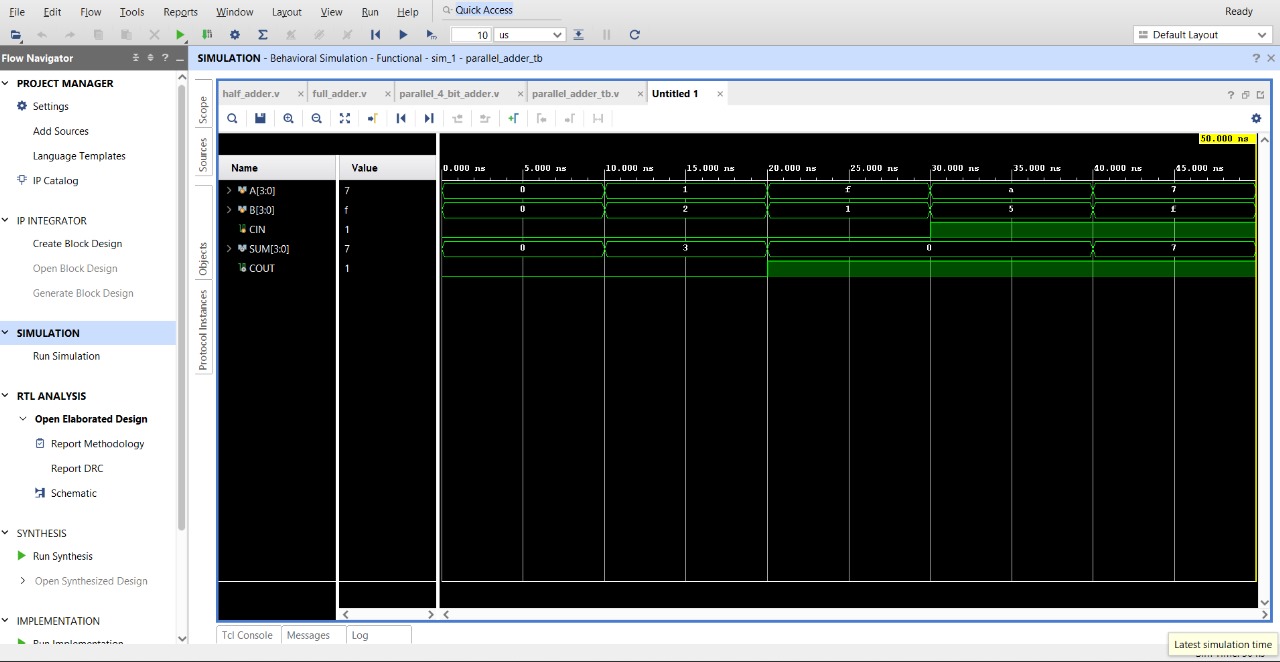 File Edit Flow Tools Reports Window Layout View Run Help Quick Access Ready
10 us Default Layout
Flow Navigator ? _
SIMULATION - Behavioral Simulation - Functional - sim_1 - parallel_adder_tb ? ×
PROJECT MANAGER
Settings
Add Sources
Language Templates
IP Catalog
IP INTEGRATOR
Create Block Design
Open Block Design
Generate Block Design
SIMULATION
Run Simulation
RTL ANALYSIS
Open Elaborated Design
Report Methodology
Report DRC
Schematic
SYNTHESIS
Run Synthesis
Open Synthesized Design
IMPLEMENTATION
Run Implementation
Scope
Sources
Objects
Protocol Instances
half_adder.v × full_adder.v × parallel_4_bit_adder.v × parallel_adder_tb.v × Untitled 1 ×
50.000 ns
Name Value 0.000 ns 5.000 ns 10.000 ns 15.000 ns 20.000 ns 25.000 ns 30.000 ns 35.000 ns 40.000 ns 45.000 ns
A[3:0] 7 0 1 f a 7
B[3:0] f 0 2 1 5 f
CIN 1
SUM[3:0] 7 0 3 0 7
COUT 1
Tcl Console Messages Log
Latest simulation time